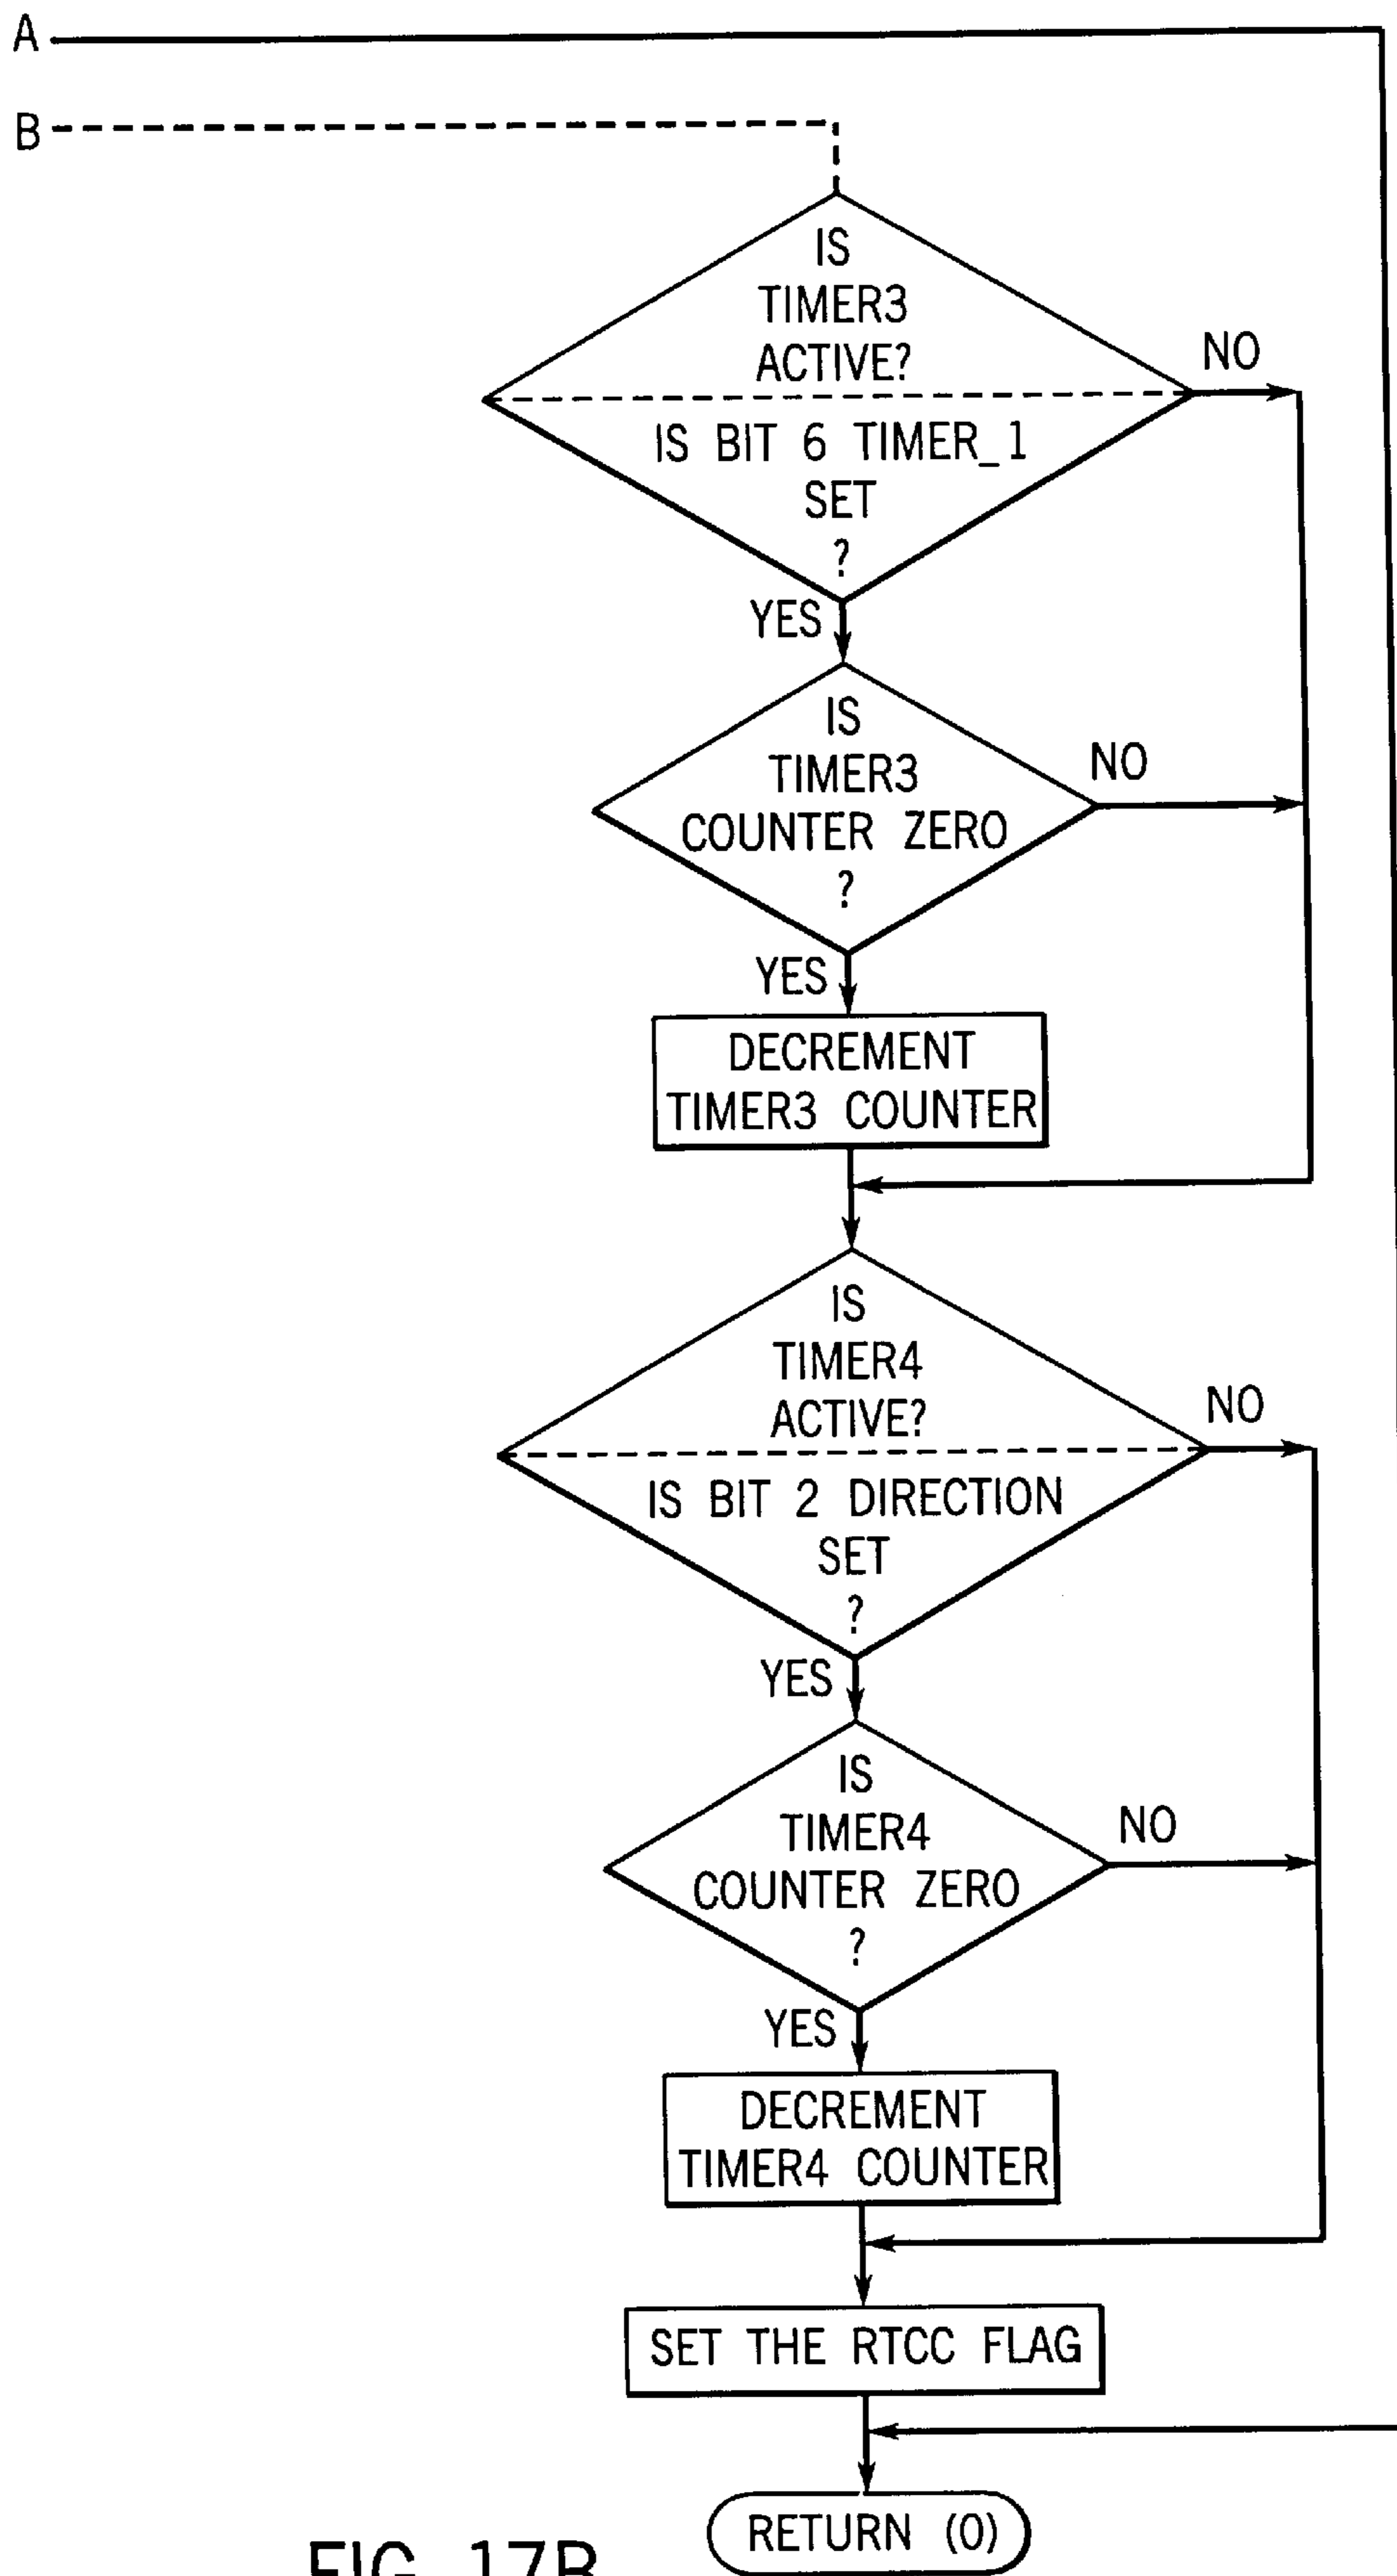 A
B
IS
TIMER3
ACTIVE?
NO
IS BIT 6 TIMER_1
SET
?
YES
IS
TIMER3
NO
COUNTER ZERO
?
YES
DECREMENT
TIMER3 COUNTER
IS
TIMER4
ACTIVE?
NO
IS BIT 2 DIRECTION
SET
?
YES
IS
TIMER4
NO
COUNTER ZERO
?
YES
DECREMENT
TIMER4 COUNTER
SET THE RTCC FLAG
RETURN (0)
FIG. 17B